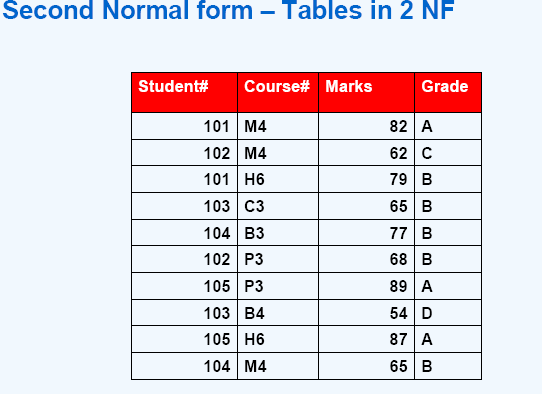 Second Normal form – Tables in 2 NF
Student# Course# Marks Grade
101 M4 82 A
102 M4 62 C
101 H6 79 B
103 C3 65 B
104 B3 77 B
102 P3 68 B
105 P3 89 A
103 B4 54 D
105 H6 87 A
104 M4 65 B